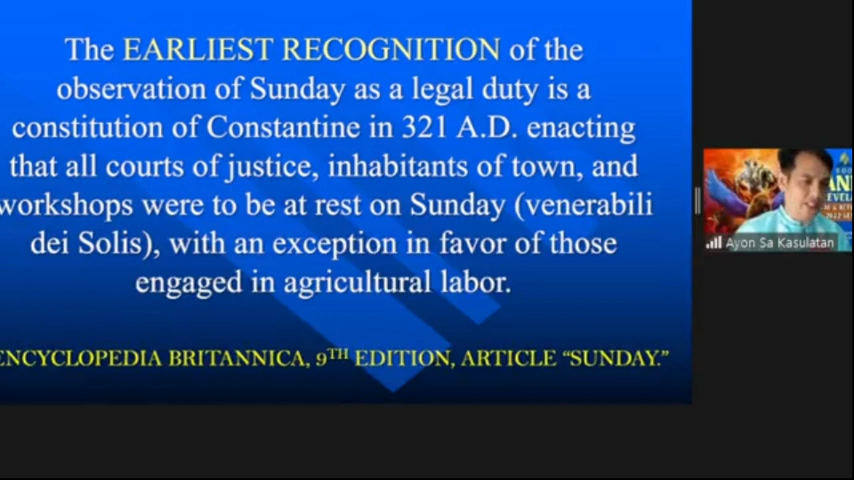 The EARLIEST RECOGNITION of the
observation of Sunday as a legal duty is a
constitution of Constantine in 321 A.D. enacting
that all courts of justice, inhabitants of town, and
workshops were to be at rest on Sunday (venerabili
dei Solis), with an exception in favor of those
engaged in agricultural labor.
ENCYCLOPEDIA BRITANNICA, 9TH EDITION, ARTICLE “SUNDAY.”
Ayon Sa Kasulatan